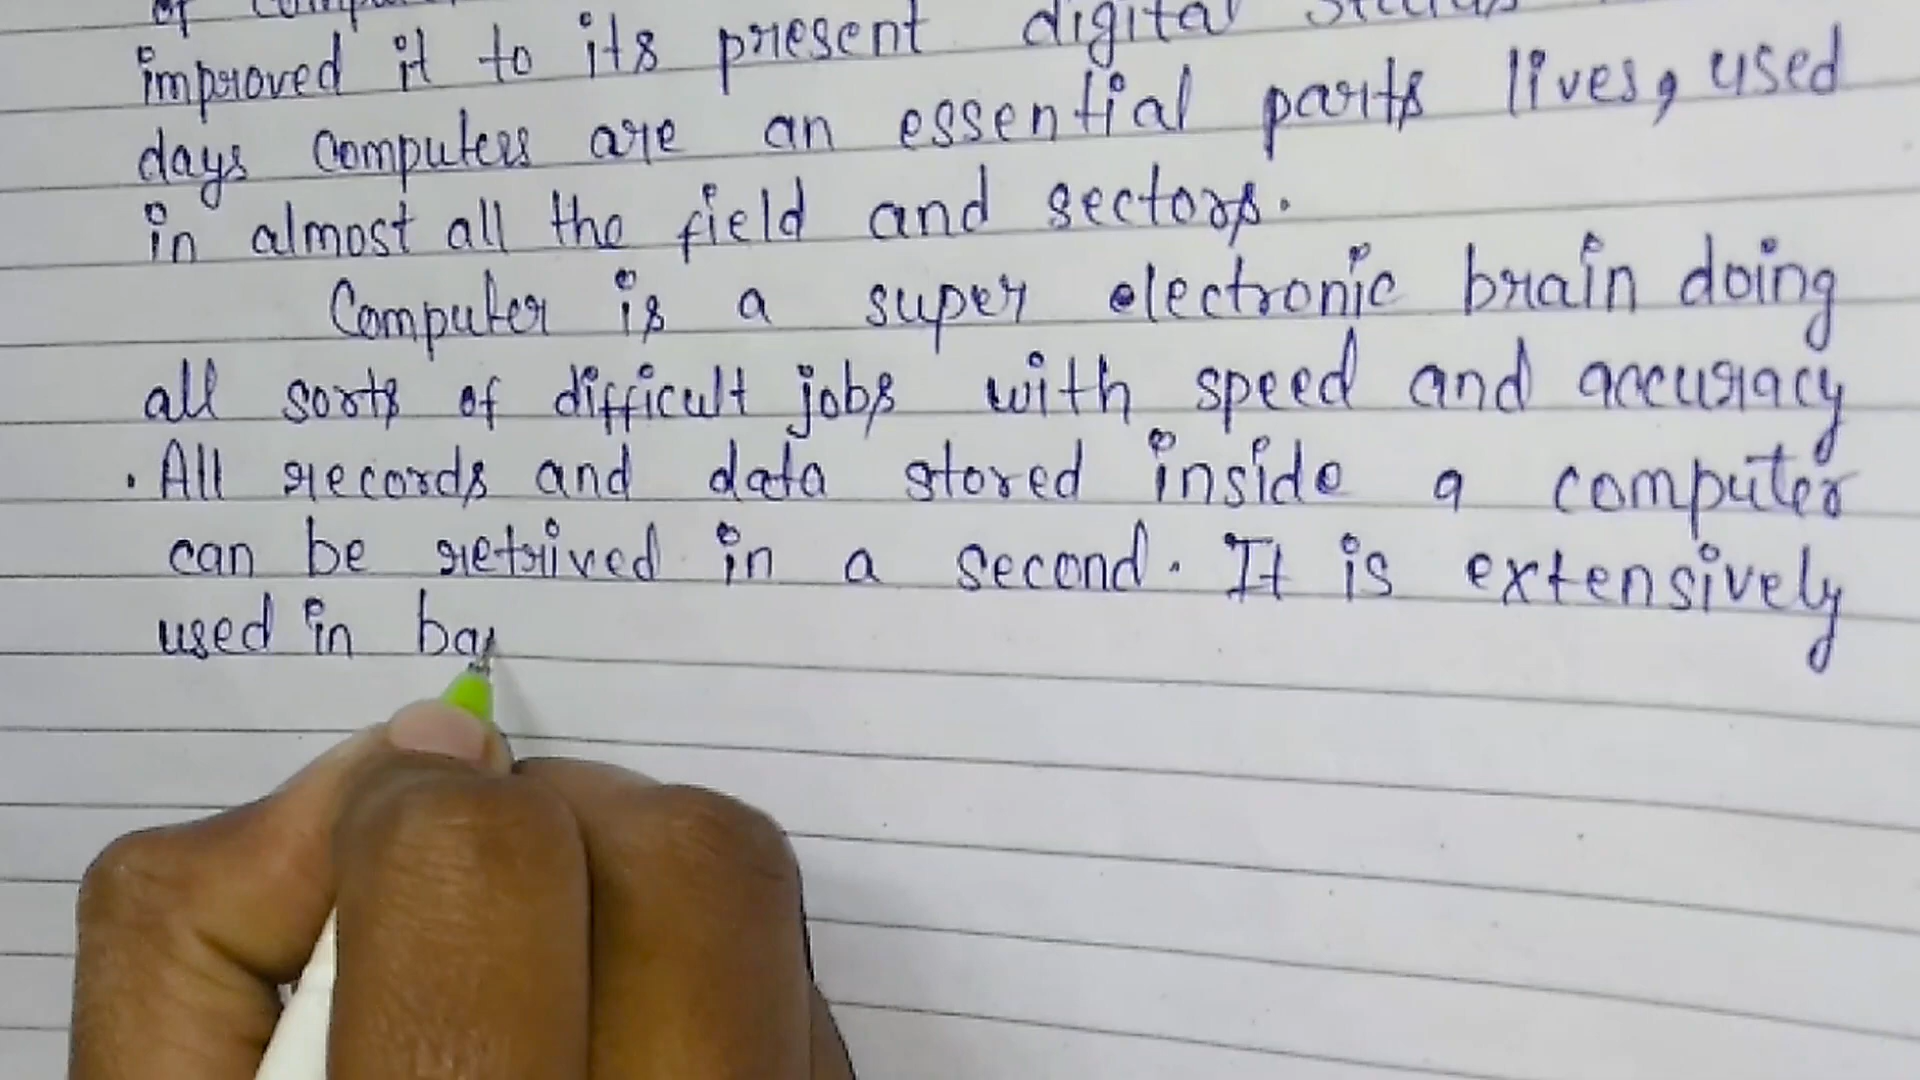 improved it to its present digital
days computers are an essential parts lives, used
in almost all the field and sectors.
Computer is a super electronic brain doing
all sorts of difficult jobs with speed and accuracy
. All records and data stored inside a computer
can be retrived in a second. It is extensively
used in ba